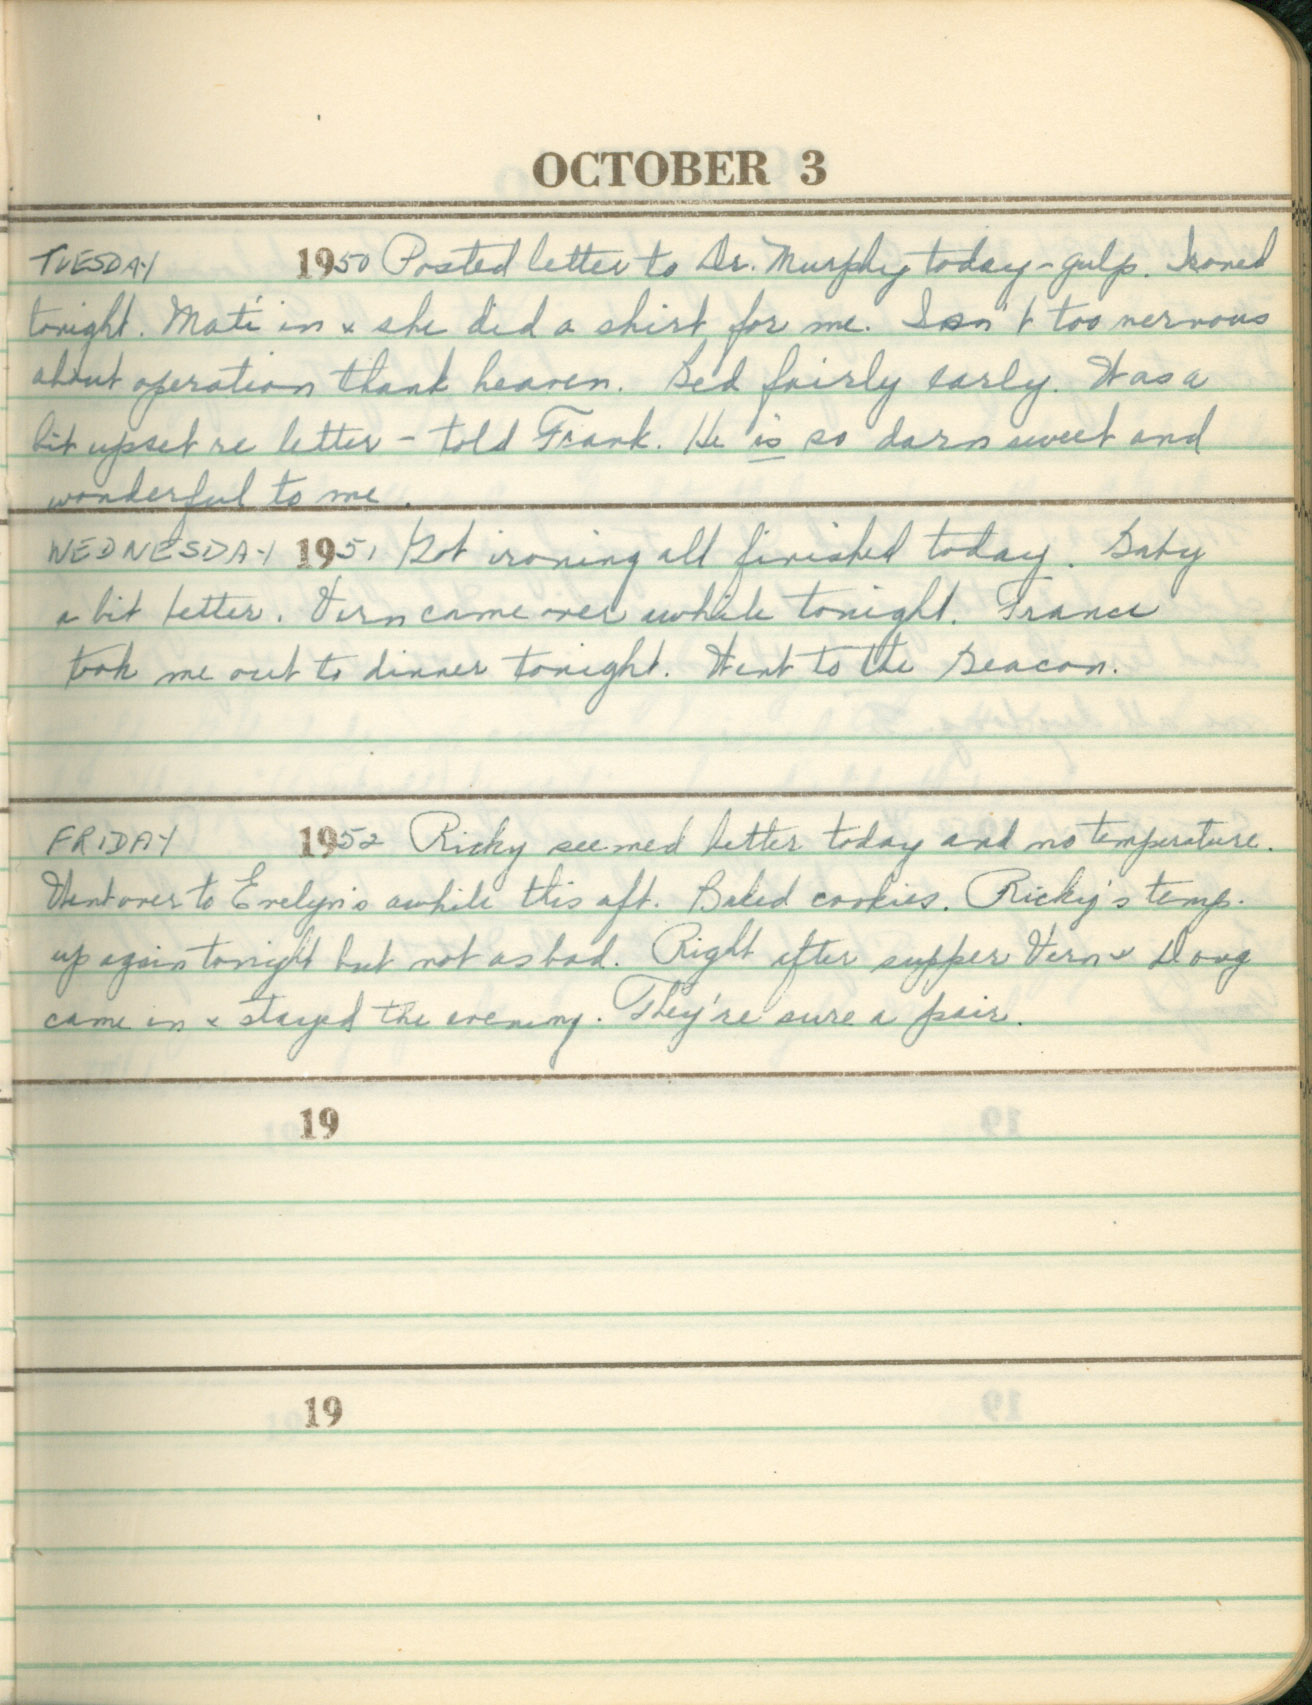 OCTOBER 3
TUESDAY 1950 Posted letter to Dr. Murphy today - gulp. Ironed
tonight. Maté in & she did a shirt for me. Isn't too nervous
about operation thank heaven. Bed fairly early. Was a
bit upset re letter - told Frank. He is so darn sweet and
wonderful to me.
WEDNESDAY 1951 Got ironing all finished today. Baby
a bit better. Vern came over awhile tonight. France
took me out to dinner tonight. Went to the Beacon.
FRIDAY 1952 Ricky seemed better today and no temperature.
Went over to Evelyn's awhile this aft. Baked cookies. Ricky's temp.
up again tonight but not as bad. Right after supper Vern & Doug
came in & stayed the evening. They're sure a pair.
19
19